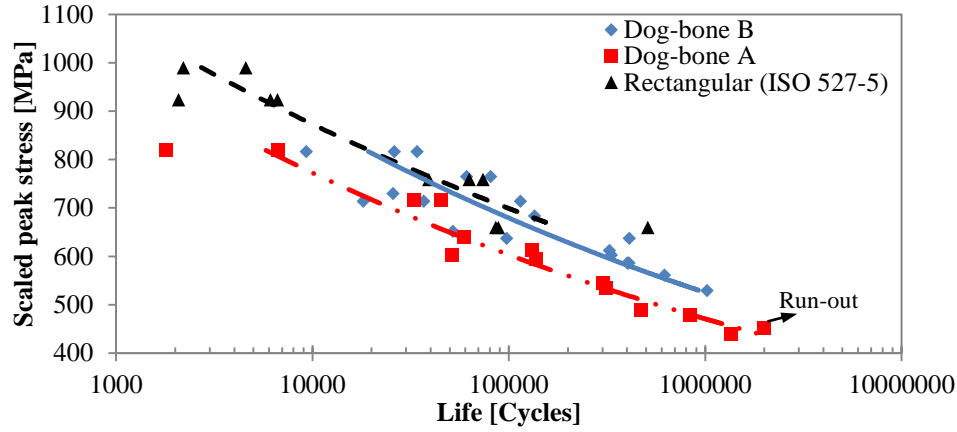 Scaled peak stress [MPa]
1100
1000
900
800
700
600
500
400
Dog-bone B
Dog-bone A
Rectangular (ISO 527-5)
Run-out
1000 10000 100000 1000000 10000000
Life [Cycles]